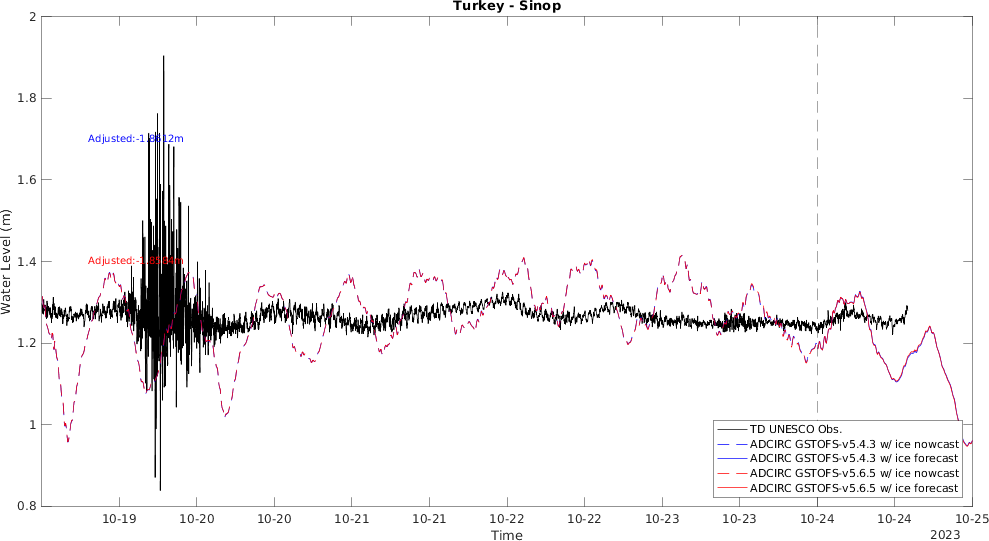 Turkey - Sinop
2
1.8
1.6
1.4
1.2
1
0.8
Water Level (m)
Adjusted:-1.8612m
TD UNESCO Obs.
ADCIRC GSTOFS-v5.4.3 w/ ice nowcast
ADCIRC GSTOFS-v5.4.3 w/ ice forecast
ADCIRC GSTOFS-v5.6.5 w/ ice nowcast
ADCIRC GSTOFS-v5.6.5 w/ ice forecast
10-19 10-20 10-20 10-21 10-21 10-22 10-22 10-23 10-23 10-24 10-24 10-25
Time
2023